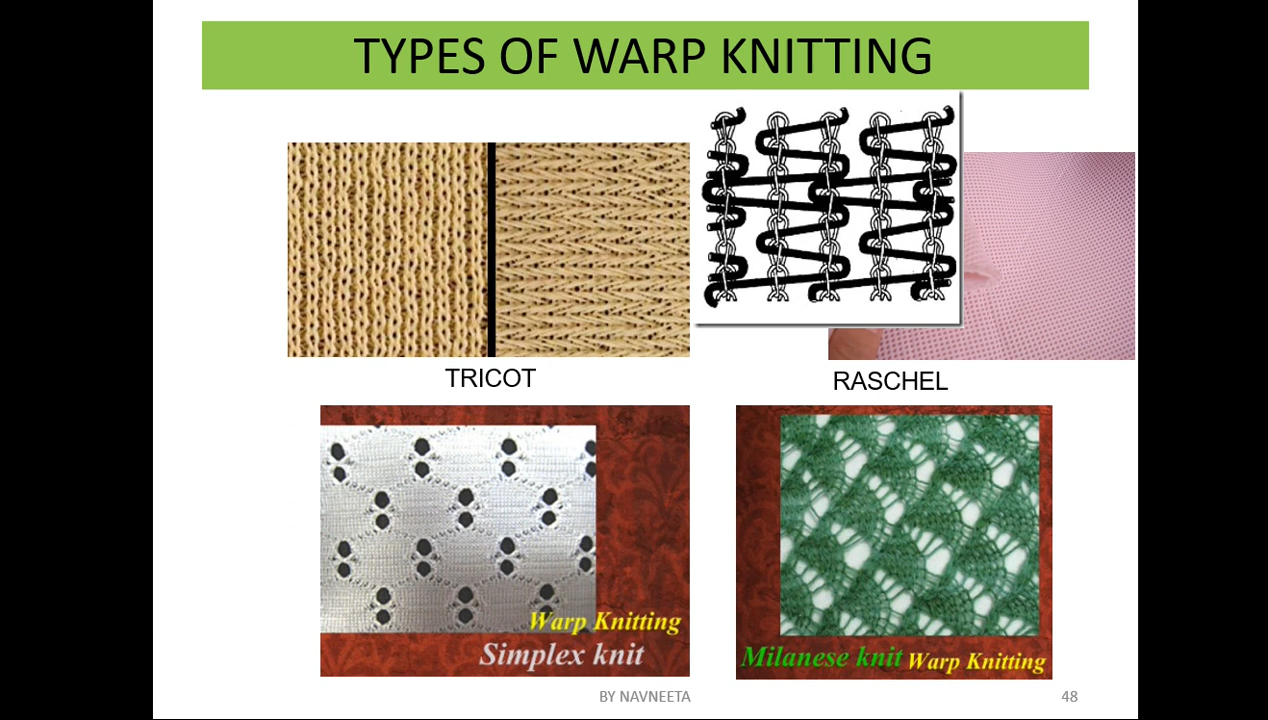 TYPES OF WARP KNITTING
TRICOT
RASCHEL
Warp Knitting
Simplex knit
Milanese knit Warp Knitting
BY NAVNEETA
48